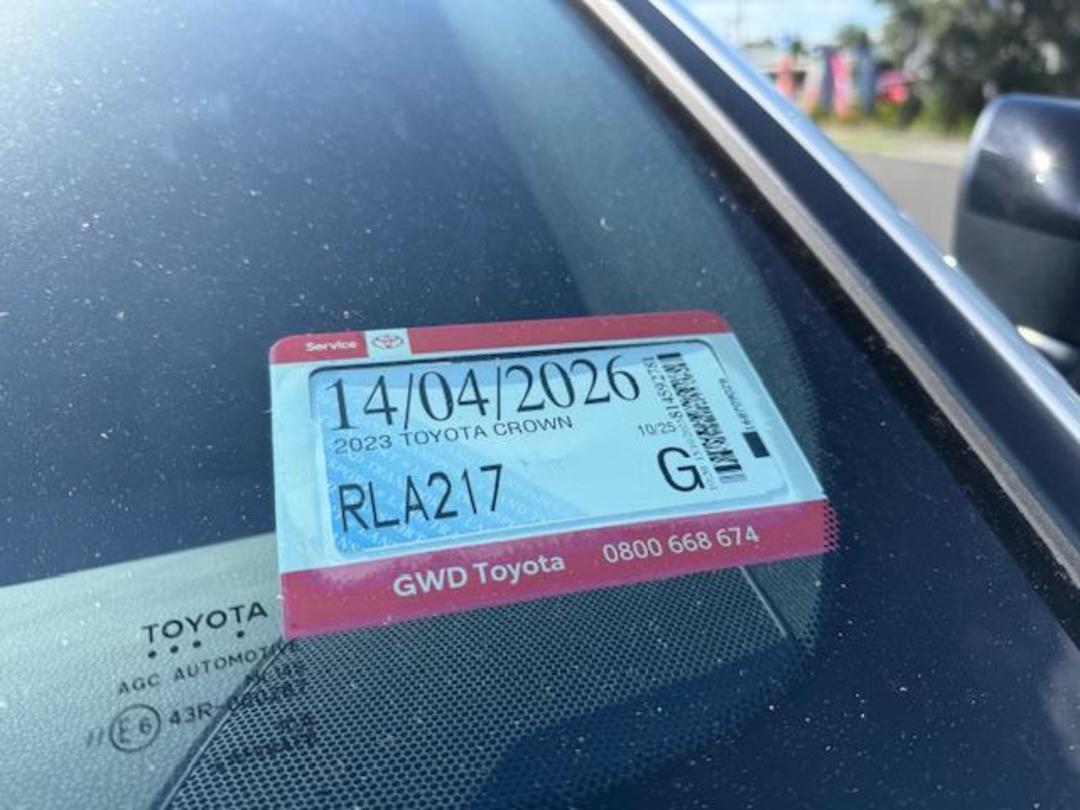 Service
14/04/2026
2023 TOYOTA CROWN
10/25
RLA217
G
GWD Toyota 0800 668 674
TOYOTA
AGC AUTOMOTIVE
E6 43R-